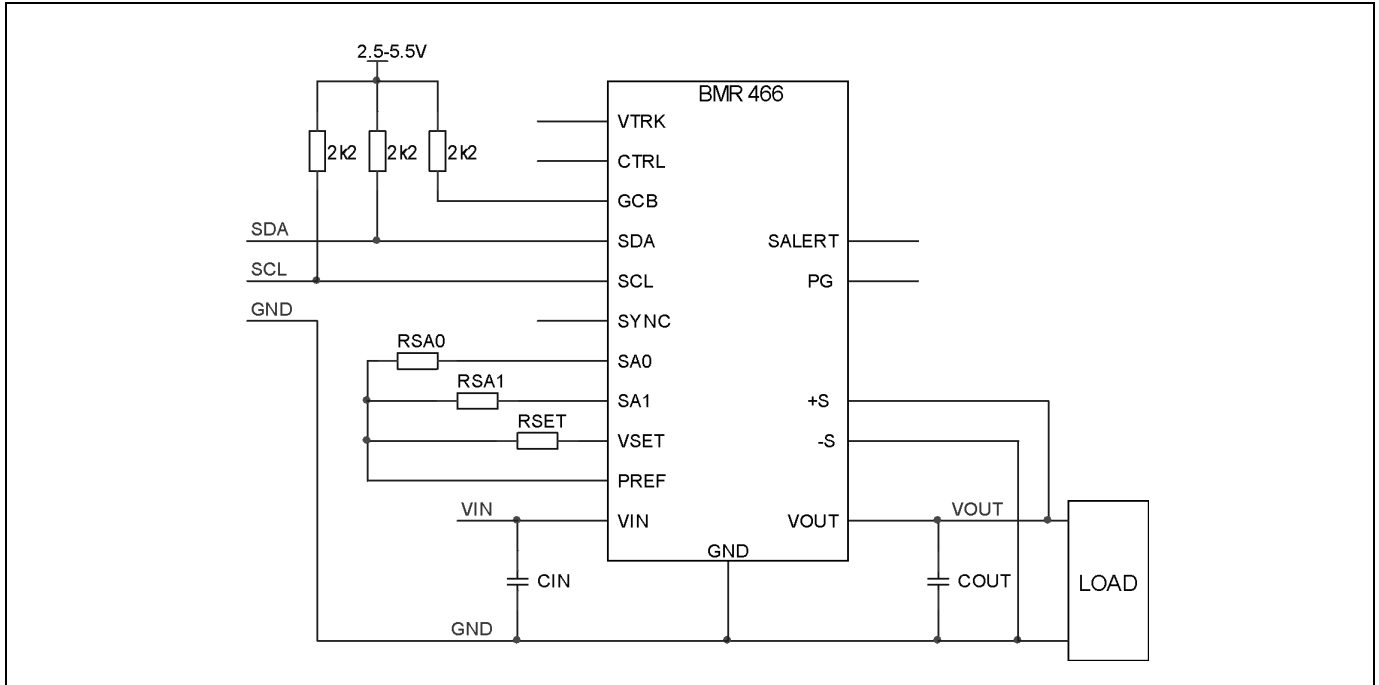 2.5-5.5V
BMR 466
VTRK
2k2 2k2 2k2
CTRL
GCB
SDA
SDA SALERT
SCL
SCL PG
GND
SYNC
RSA0
SA0
RSA1
SA1 +S
RSET
VSET -S
PREF
VIN VOUT
VIN VOUT
GND
CIN COUT LOAD
GND